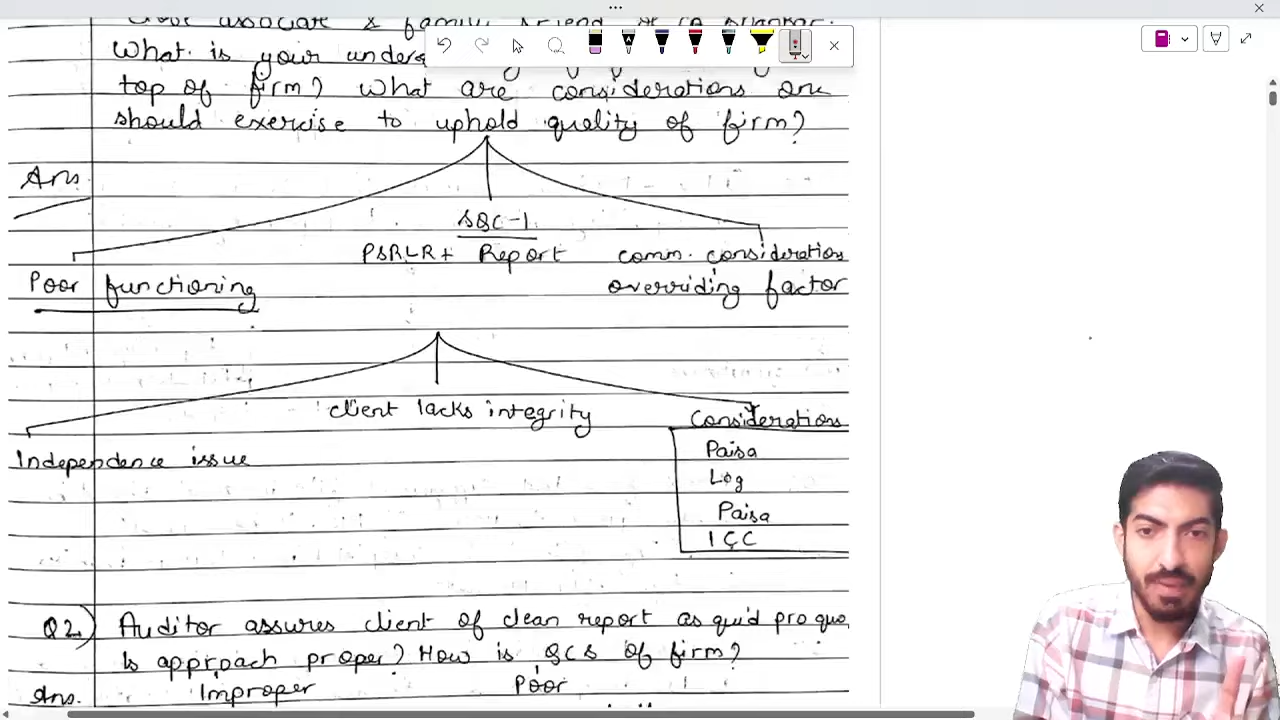 What is your
top of firm? What are considerations one
should exercise to uphold quality of firm?
Ans.
SQC-1
PSRLR + Report
comm. consideration
overriding factor
Poor functioning
client lacks integrity
Considerations
Independence issue
Paisa
Log
Paisa
ICC
Q2) Auditor assures client of clean report as quid pro quo
Is approach proper? How is QCS of firm?
Ans. Improper Poor